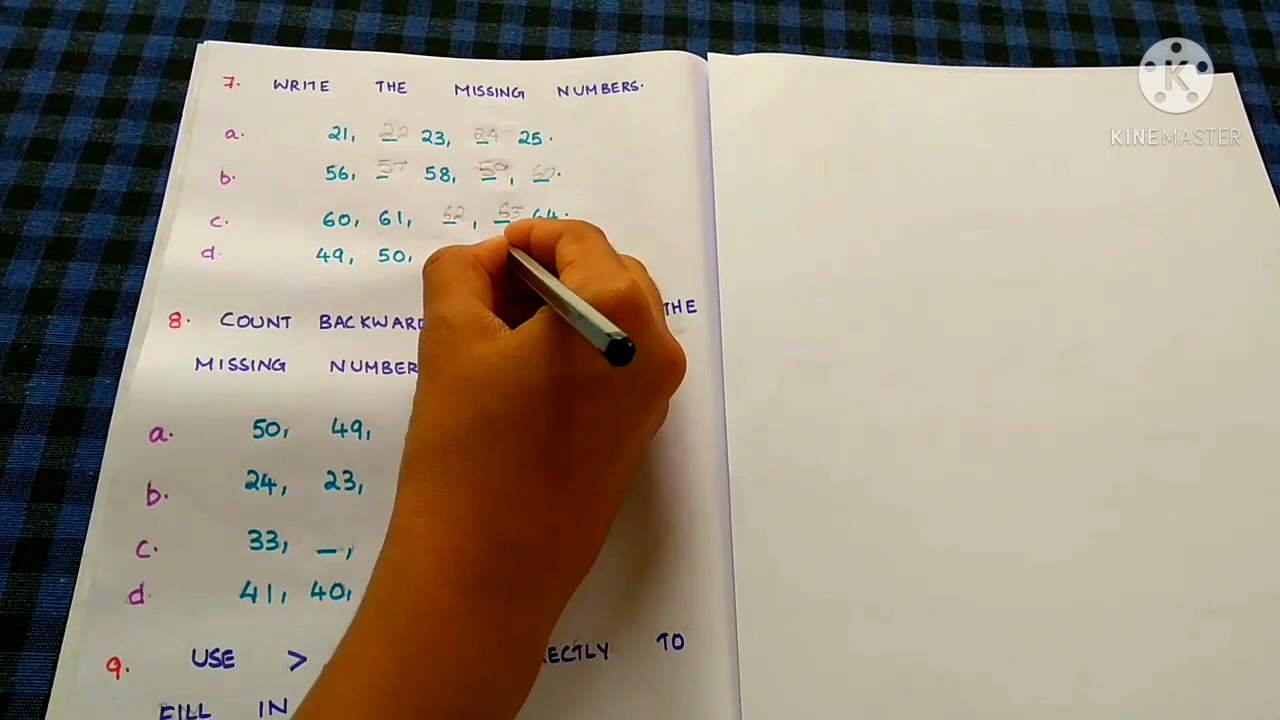 K
KINEMASTER
7. WRITE THE MISSING NUMBERS.
a. 21, 22 23, 24 25.
b. 56, 57 58, 59, 60.
c. 60, 61, 62, 63 64.
d. 49, 50,
8. COUNT BACKWARD THE
MISSING NUMBER
a. 50, 49,
b. 24, 23,
c. 33, _,
d. 41, 40,
9. USE > TO
FILL IN